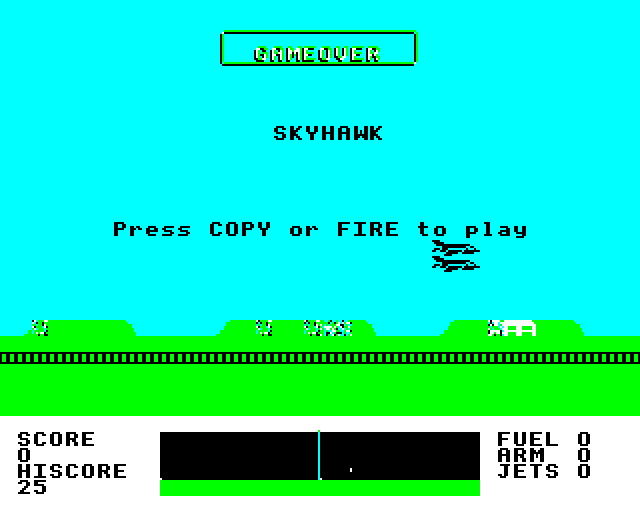 GAMEOVER
SKYHAWK
Press COPY or FIRE to play
SCORE
0
HISCORE
25
FUEL 0
ARM 0
JETS 0